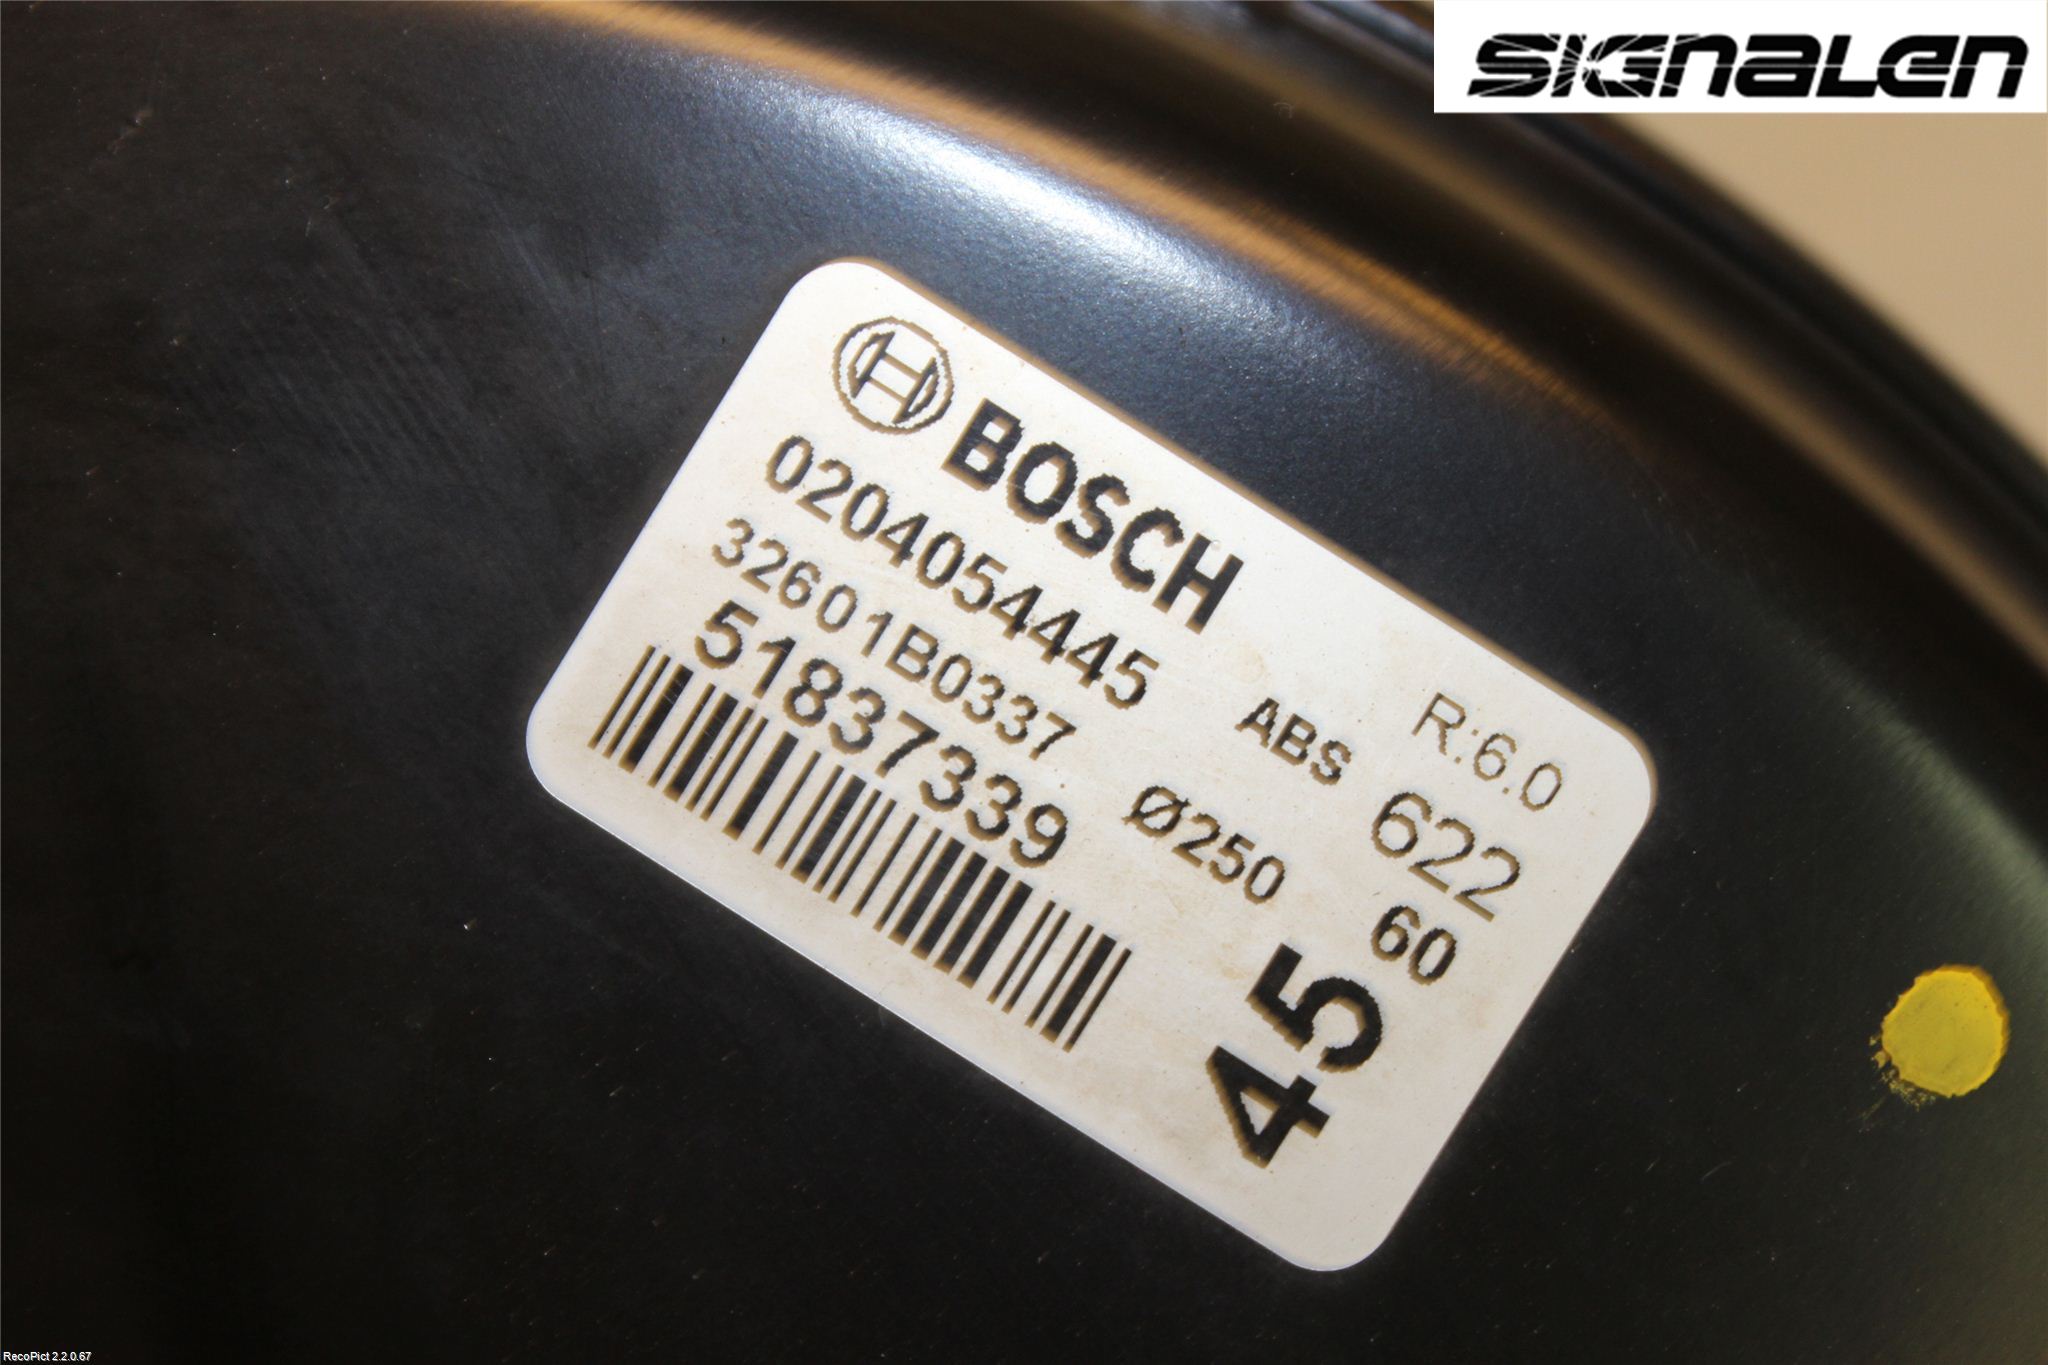 SIGNALEN
BOSCH
0204054445 ABS R:6.0
32601B0337 Ø250 622
51837339 60
45
RecoPict 2.2.0.67